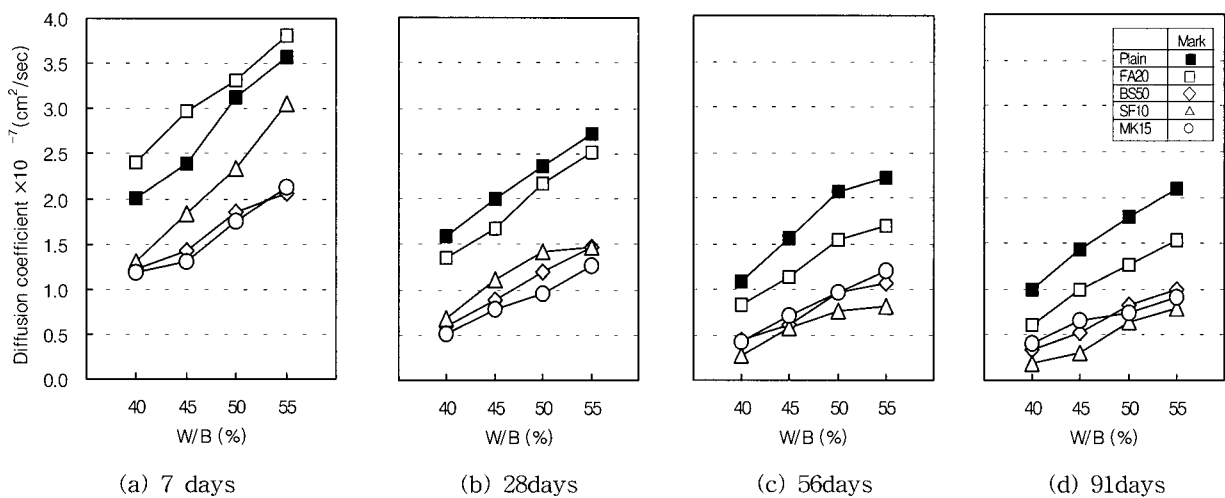 Diffusion coefficient ×10 ⁻⁷(cm²/sec)
4.0
3.5
3.0
2.5
2.0
1.5
1.0
0.5
0.0
40 45 50 55
W/B (%)
(a) 7 days
40 45 50 55
W/B (%)
(b) 28days
40 45 50 55
W/B (%)
(c) 56days
Mark
Plain
FA20
BS50
SF10
MK15
40 45 50 55
W/B (%)
(d) 91days